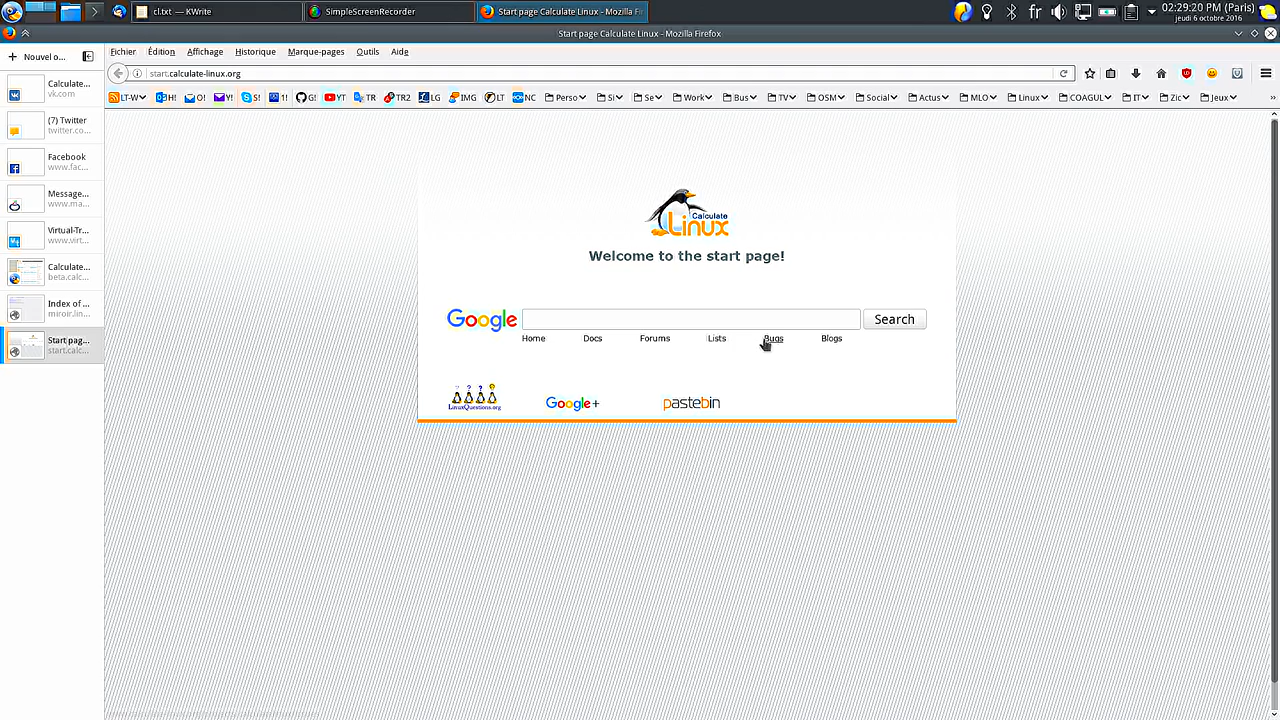 cl.txt — KWrite
SimpleScreenRecorder
Start page Calculate Linux - Mozilla Fi
fr
02:29:20 PM (Paris)
jeudi 6 octobre 2016
Start page Calculate Linux - Mozilla Firefox
Nouvel o...
Fichier Édition Affichage Historique Marque-pages Outils Aide
start.calculate-linux.org
LT-W H! O! Y! S! 1! G! YT TR TR2 LG IMG LT NC Perso Si Se Work Bus TV OSM Social Actus MLO Linux COAGUL IT Zic Jeux
Calculate...
vk.com
(7) Twitter
twitter.co...
Facebook
www.fac...
Message...
www.ma...
Virtual-Tr...
www.virt...
Calculate...
beta.calc...
Index of ...
miroir.lin...
Start pag...
start.calc...
Calculate
Linux
Welcome to the start page!
Google
Search
Home Docs Forums Lists Bugs Blogs
LinuxQuestions.org
Google+
pastebin